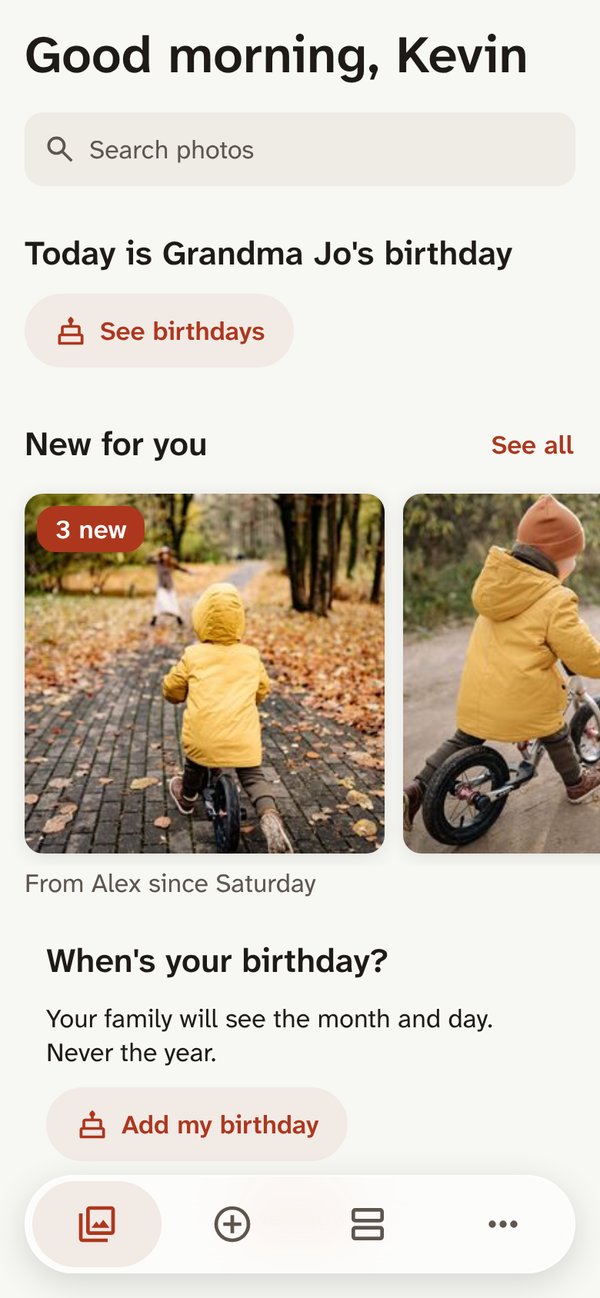 Good morning, Kevin
Search photos
Today is Grandma Jo's birthday
See birthdays
New for you
See all
3 new
From Alex since Saturday
When's your birthday?
Your family will see the month and day.
Never the year.
Add my birthday